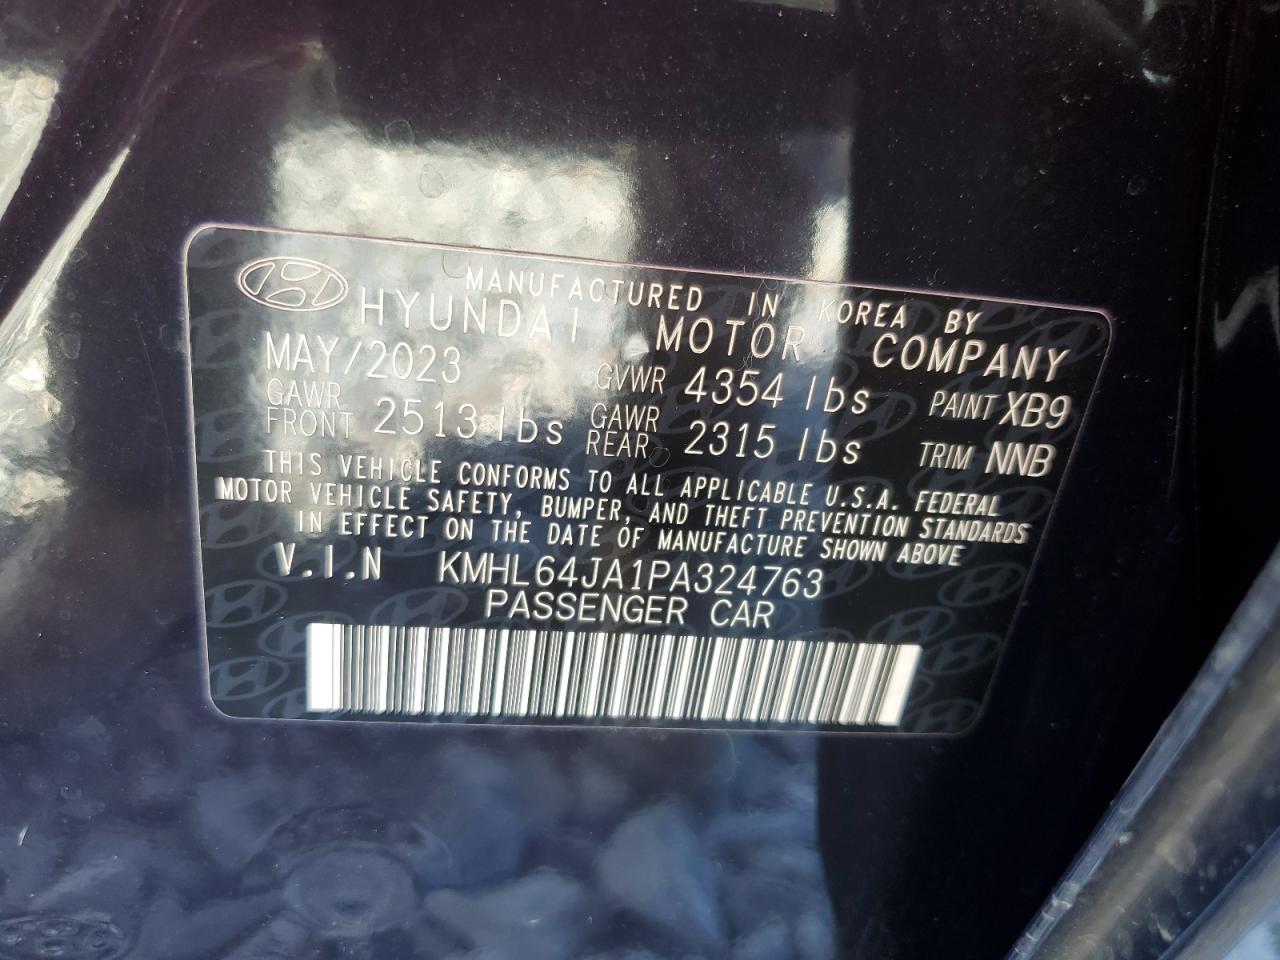 MANUFACTURED IN KOREA BY
HYUNDAI MOTOR COMPANY
MAY/2023 GVWR 4354 lbs PAINT XB9
GAWR FRONT 2513 lbs GAWR REAR 2315 lbs TRIM NNB
THIS VEHICLE CONFORMS TO ALL APPLICABLE U.S.A. FEDERAL
MOTOR VEHICLE SAFETY, BUMPER, AND THEFT PREVENTION STANDARDS
IN EFFECT ON THE DATE OF MANUFACTURE SHOWN ABOVE
V.I.N KMHL64JA1PA324763
PASSENGER CAR